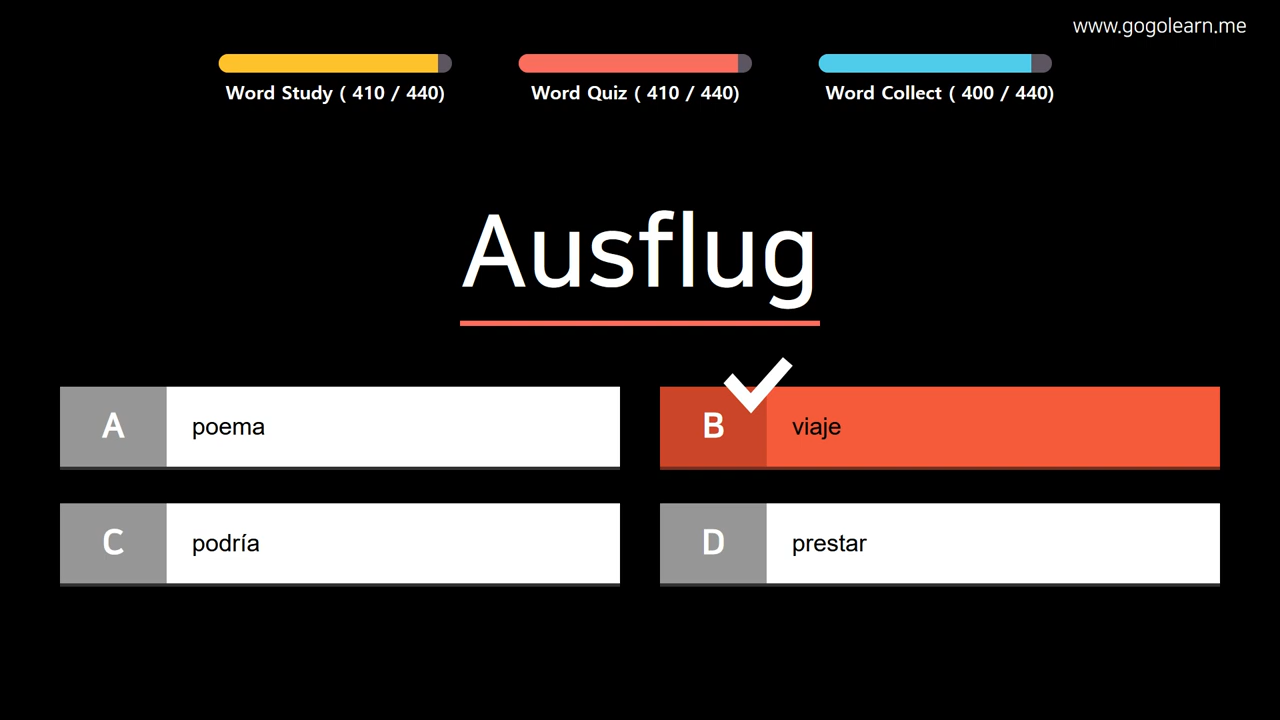 www.gogolearn.me
Word Study ( 410 / 440)
Word Quiz ( 410 / 440)
Word Collect ( 400 / 440)
Ausflug
A
poema
B
viaje
C
podría
D
prestar